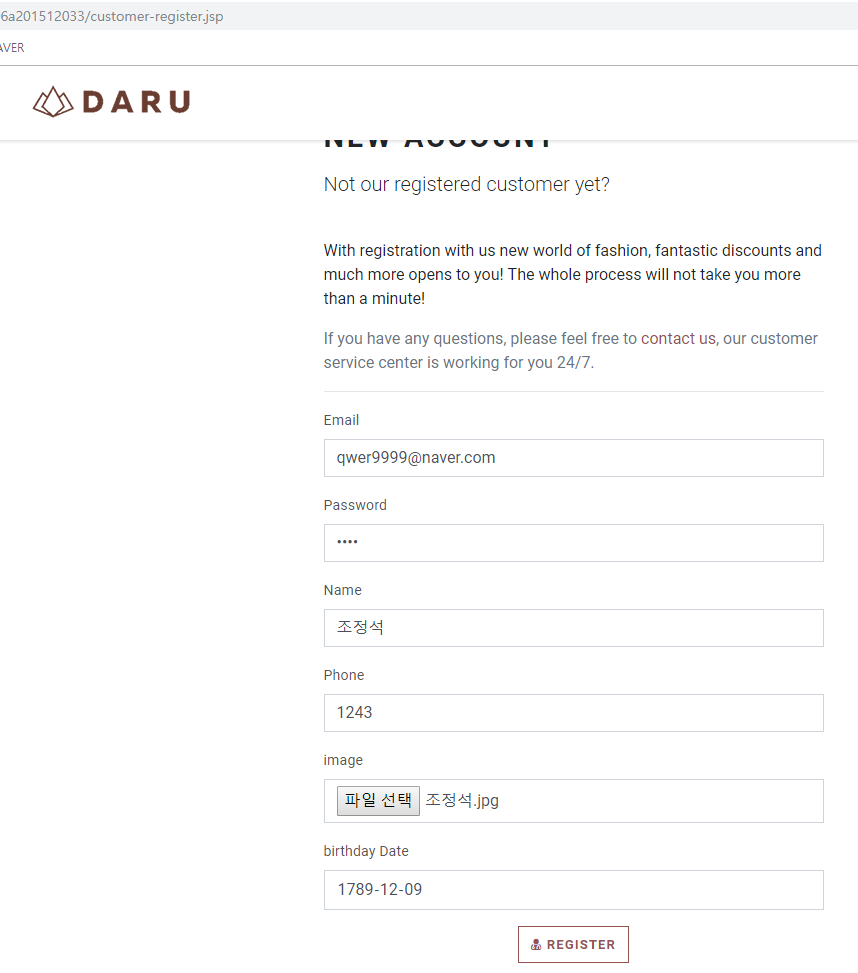 6a201512033/customer-register.jsp
AVER
DARU
NEW ACCOUNT
Not our registered customer yet?
With registration with us new world of fashion, fantastic discounts and
much more opens to you! The whole process will not take you more
than a minute!
If you have any questions, please feel free to contact us, our customer
service center is working for you 24/7.
Email
qwer9999@naver.com
Password
••••
Name
조정석
Phone
1243
image
파일 선택 조정석.jpg
birthday Date
1789-12-09
REGISTER